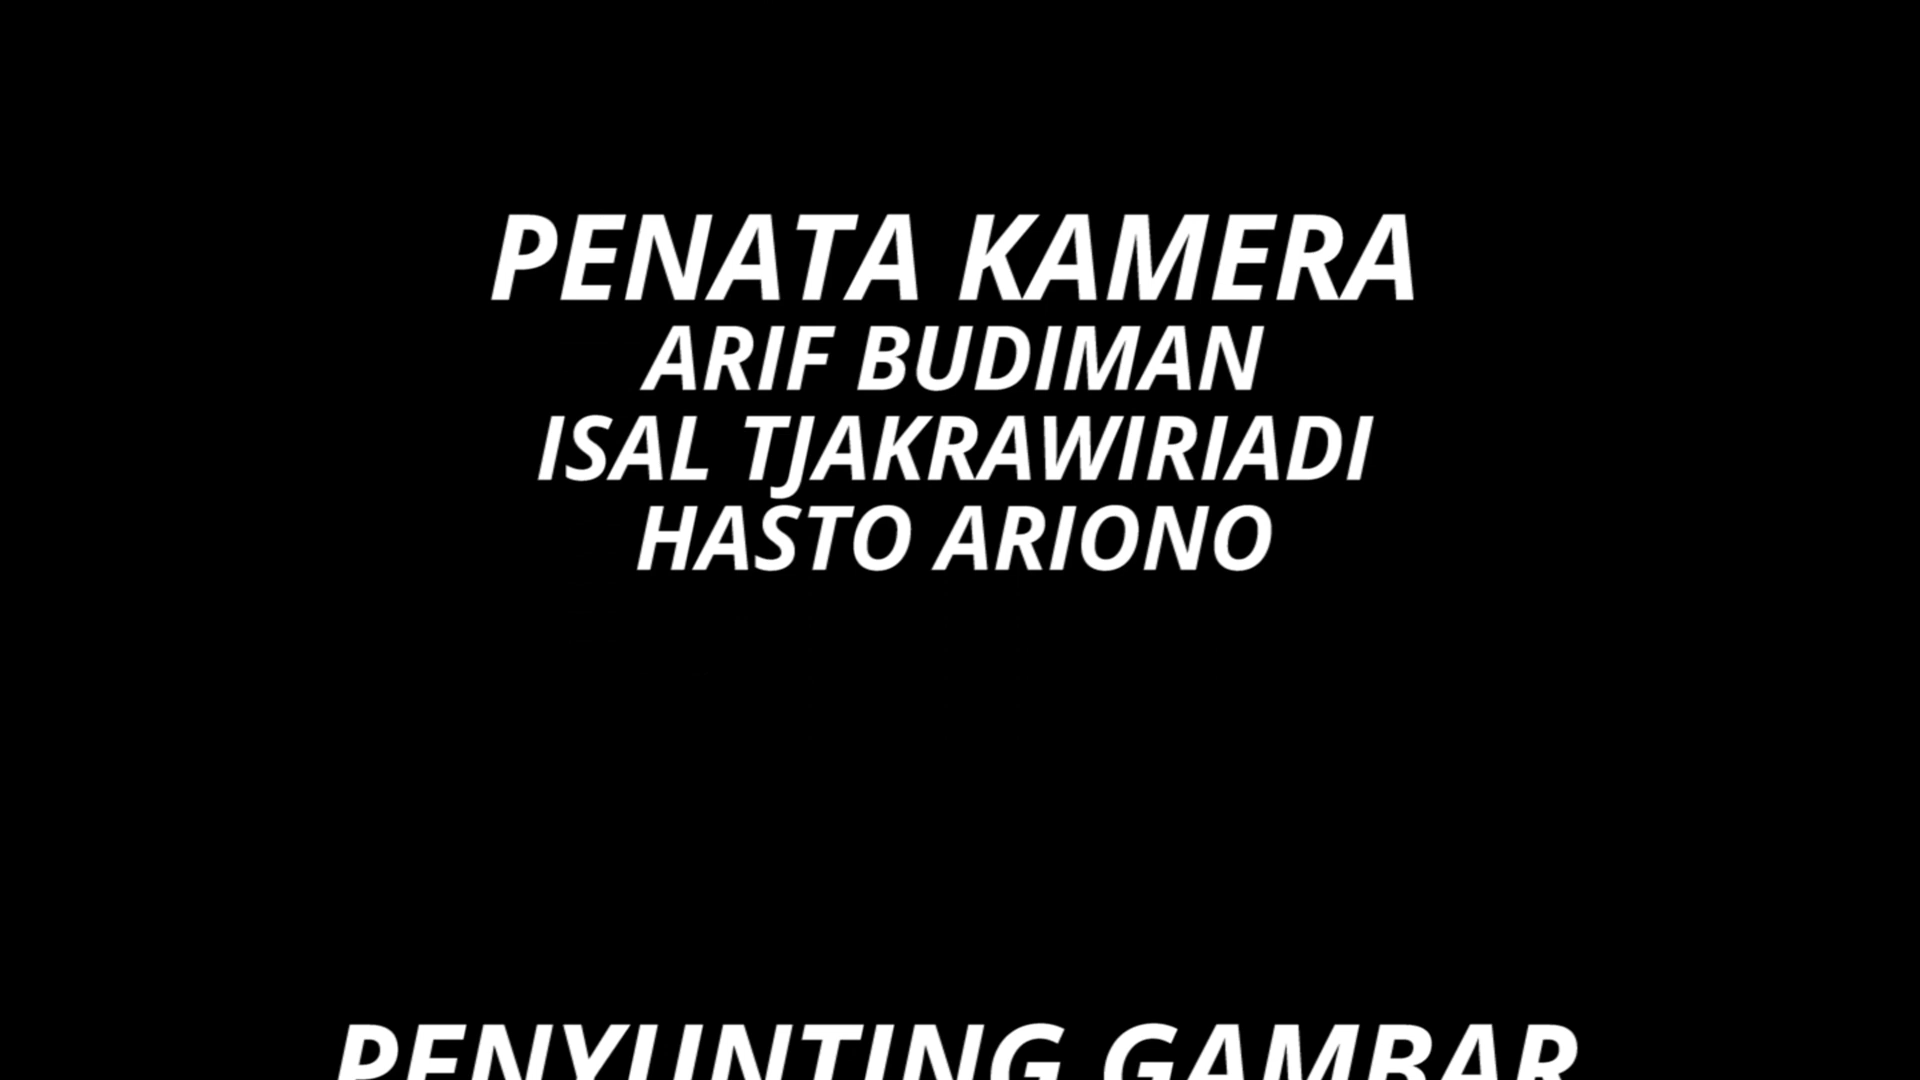 PENATA KAMERA
ARIF BUDIMAN
ISAL TJAKRAWIRIADI
HASTO ARIONO
PENYUNTING GAMBAR